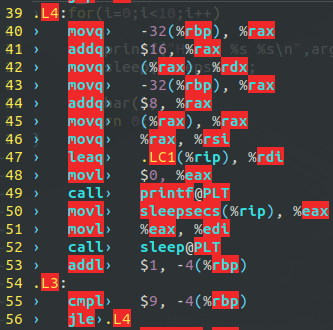 39 .L4:for(i=0;i<10;i++)
40 › movq› -32(%rbp), %rax
41 › addq› $16, %rax
42 › movq› (%rax), %rdx
43 › movq› -32(%rbp), %rax
44 › addq› $8, %rax
45 › movq› (%rax), %rax
46 › movq› %rax, %rsi
47 › leaq› .LC1(%rip), %rdi
48 › movl› $0, %eax
49 › call› printf@PLT
50 › movl› sleepsecs(%rip), %eax
51 › movl› %eax, %edi
52 › call› sleep@PLT
53 › addl› $1, -4(%rbp)
54 .L3:
55 › cmpl› $9, -4(%rbp)
56 › jle›.L4